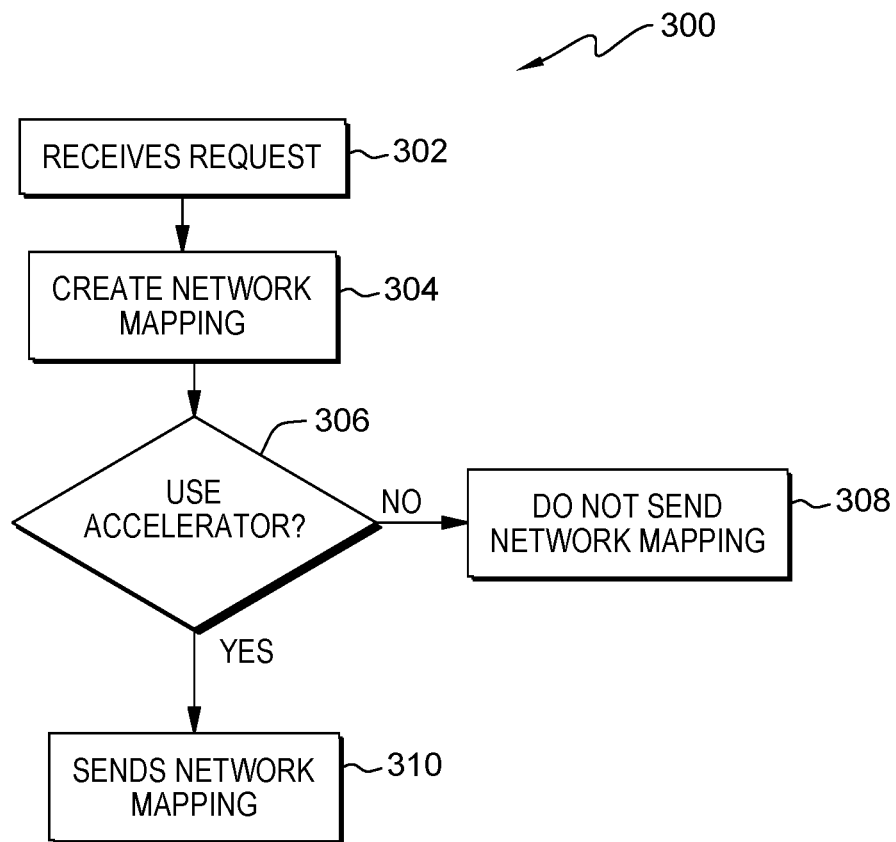 300
RECEIVES REQUEST
302
CREATE NETWORK
MAPPING
304
306
USE
ACCELERATOR?
NO
DO NOT SEND
NETWORK MAPPING
308
YES
SENDS NETWORK
MAPPING
310